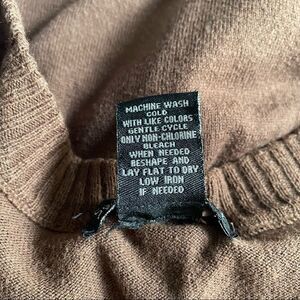 MACHINE WASH
COLD
WITH LIKE COLORS
GENTLE CYCLE
ONLY NON-CHLORINE
BLEACH
WHEN NEEDED
RESHAPE AND
LAY FLAT TO DRY
LOW IRON
IF NEEDED